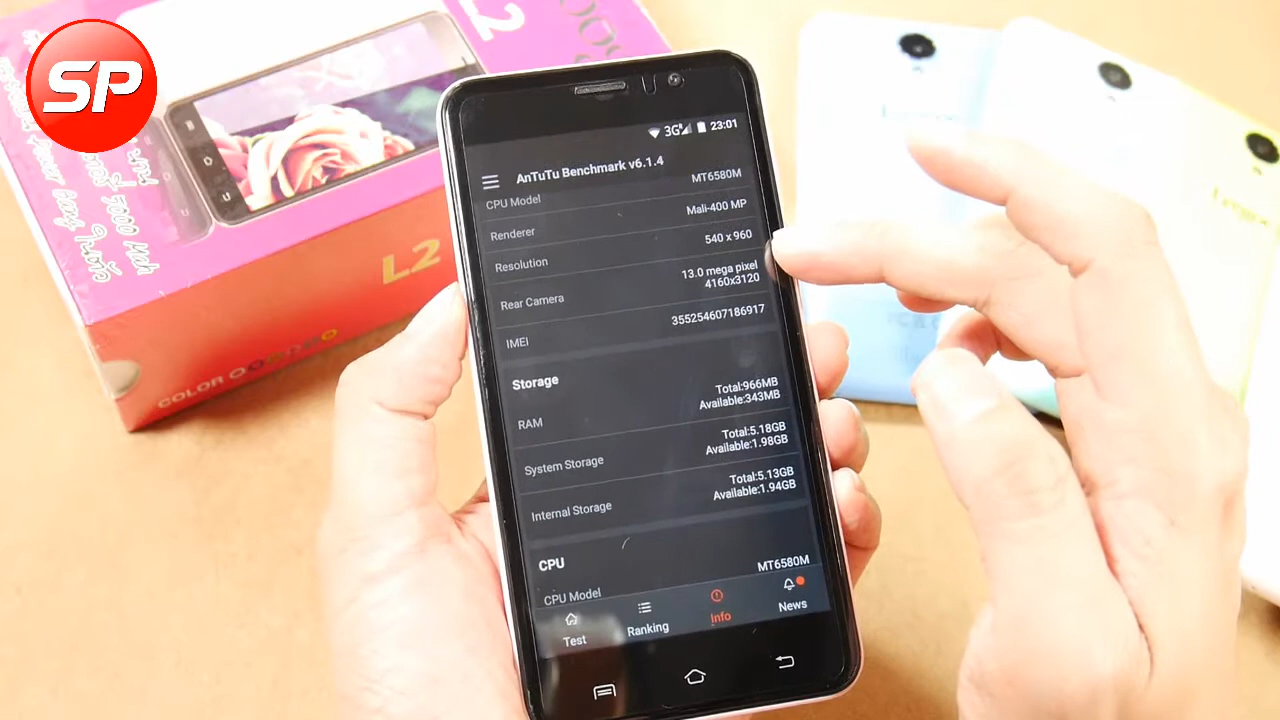 SP
L2
L2
COLOR
3G
23:01
AnTuTu Benchmark v6.1.4
CPU Model MT6580M
Renderer Mali-400 MP
Resolution 540 x 960
Rear Camera 13.0 mega pixel
4160x3120
IMEI 355254607186917
Storage
RAM Total:966MB
Available:343MB
System Storage Total:5.18GB
Available:1.98GB
Internal Storage Total:5.13GB
Available:1.94GB
CPU
CPU Model MT6580M
Test Ranking Info News